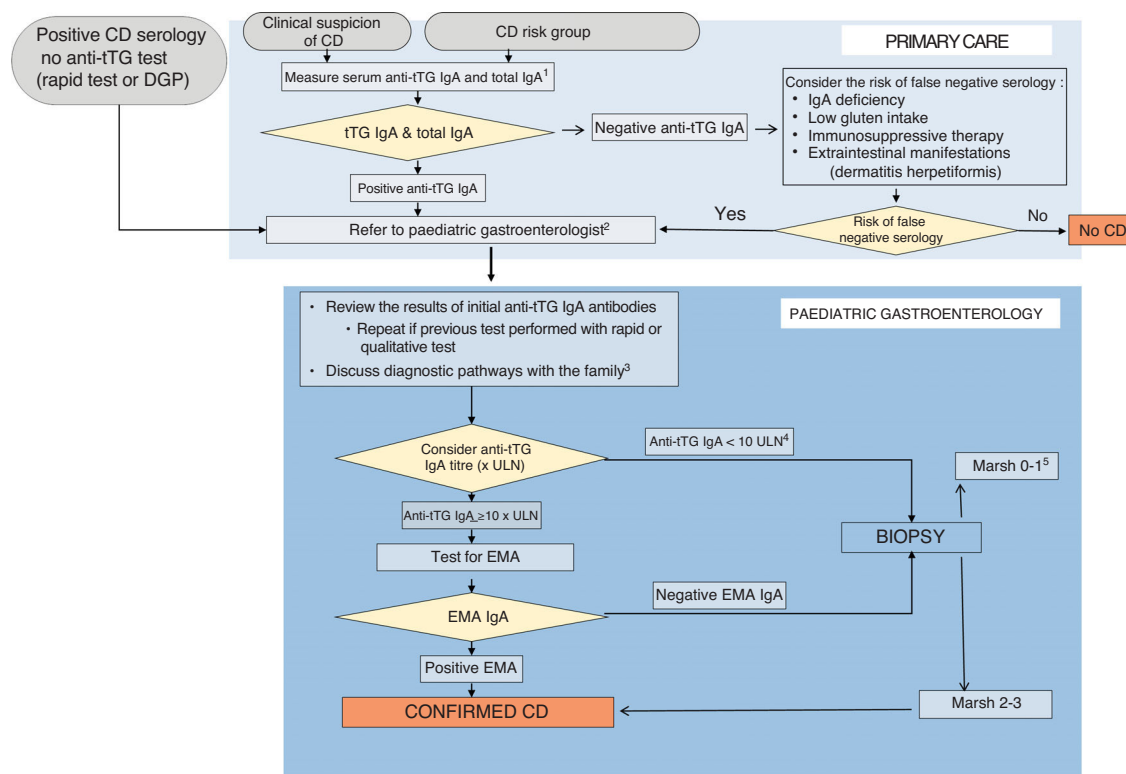 Positive CD serology
no anti-tTG test
(rapid test or DGP)
Clinical suspicion
of CD
CD risk group
PRIMARY CARE
Measure serum anti-tTG IgA and total IgA1
Consider the risk of false negative serology :
• IgA deficiency
• Low gluten intake
• Immunosuppressive therapy
• Extraintestinal manifestations
(dermatitis herpetiformis)
tTG IgA & total IgA
Negative anti-tTG IgA
Positive anti-tTG IgA
Refer to paediatric gastroenterologist2
Yes
Risk of false
negative serology
No
No CD
• Review the results of initial anti-tTG IgA antibodies
• Repeat if previous test performed with rapid or
qualitative test
• Discuss diagnostic pathways with the family3
PAEDIATRIC GASTROENTEROLOGY
Consider anti-tTG
IgA titre (x ULN)
Anti-tTG IgA < 10 ULN4
Marsh 0-15
Anti-tTG IgA ≥10 x ULN
BIOPSY
Test for EMA
EMA IgA
Negative EMA IgA
Positive EMA
CONFIRMED CD
Marsh 2-3